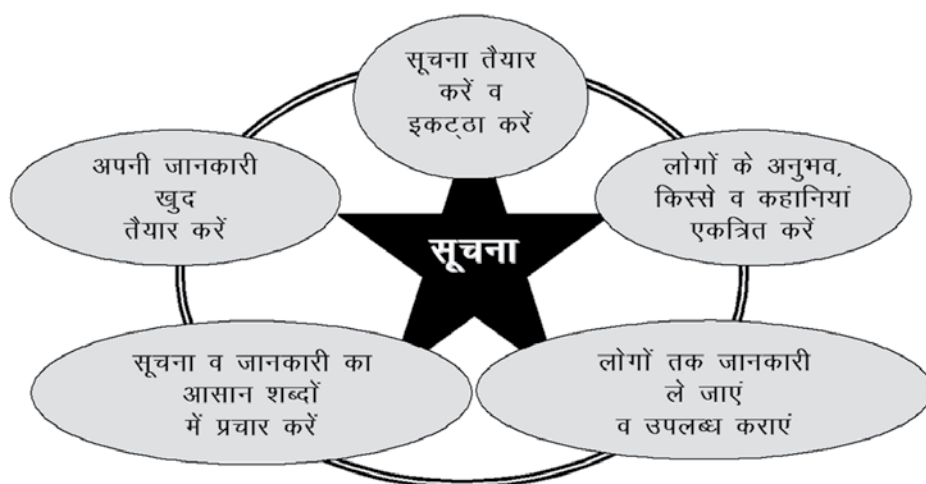 सूचना तैयार
करें व
इकट्ठा करें
अपनी जानकारी
खुद
तैयार करें
लोगों के अनुभव,
किस्से व कहानियां
एकत्रित करें
सूचना
सूचना व जानकारी का
आसान शब्दों
में प्रचार करें
लोगों तक जानकारी
ले जाएं
व उपलब्ध कराएं